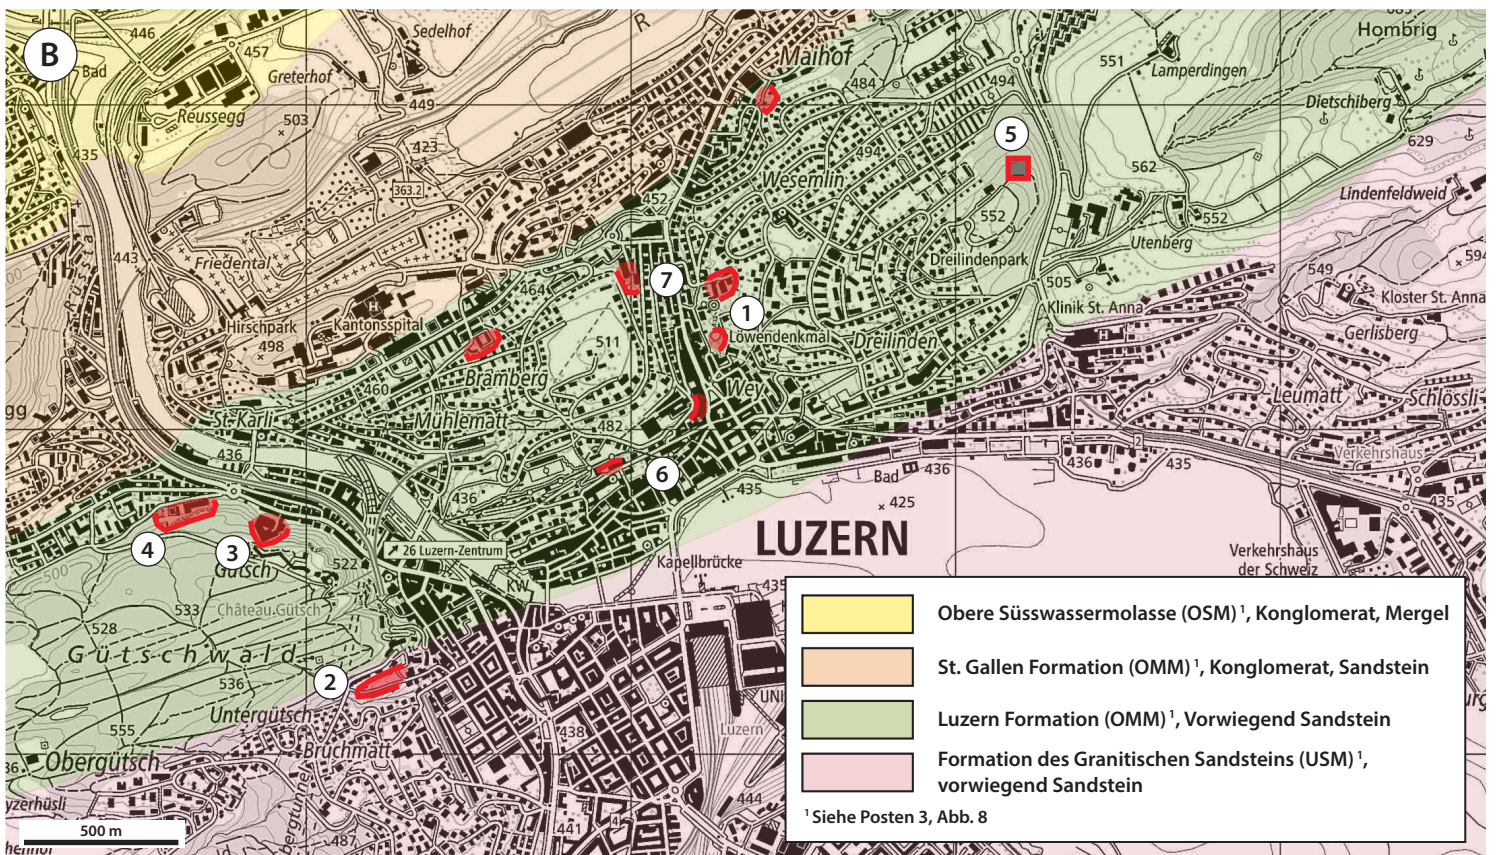 B
446
457
Bad
Sedelhof
Greterhof
Reussegg
503
449
435
423
363.2
R
Maihof
484
494
551
Lamperdingen
Hombrig
Dietschiberg
629
5
494
Wesemlin
562
Lindenfeldweid
452
552
552
Utenberg
443
Friedental
464
7
1
Dreilindenpark
505
549
594
Kloster St. Anna
Hirschpark
Kantonsspital
498
511
Löwendenkmal
Dreilinden
Klinik St. Anna
Gerlisberg
Bramberg
460
Wey
gg
St. Karli
Mühlematt
482
Leumatt
Schlössli
436
6
436
435
Bad
436
436
2
435
Verkehrshaus
435
425
4
3
Gütsch
26 Luzern-Zentrum
522
LUZERN
500
KW
Kapellbrücke
Verkehrshaus
der Schweiz
533
Château Gütsch
435
528
Gütschwald
2
536
Untergütsch
555
Bruchmatt
Obergütsch
36
438
UNI
Luzern
yzerhüsli
444
441
4
487
500 m
Obere Süsswassermolasse (OSM) ¹, Konglomerat, Mergel
St. Gallen Formation (OMM) ¹, Konglomerat, Sandstein
Luzern Formation (OMM) ¹, Vorwiegend Sandstein
Formation des Granitischen Sandsteins (USM) ¹,
vorwiegend Sandstein
¹ Siehe Posten 3, Abb. 8